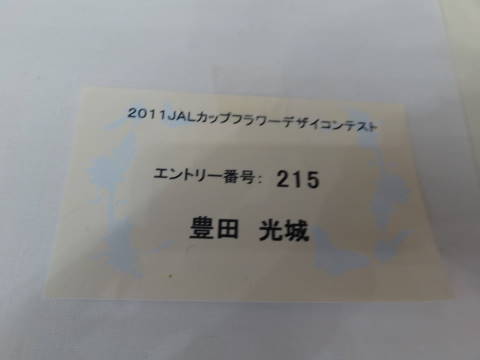 2011JALカップフラワーデザイコンテスト
エントリー番号: 215
豊田 光城